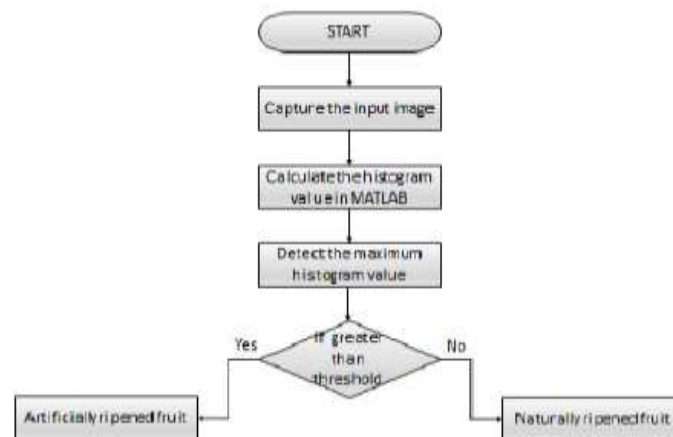 START
Capture the input image
Calculate the histogram
value in MATLAB
Detect the maximum
histogram value
If greater
than
threshold
Yes
No
Artificially ripened fruit
Naturally ripened fruit